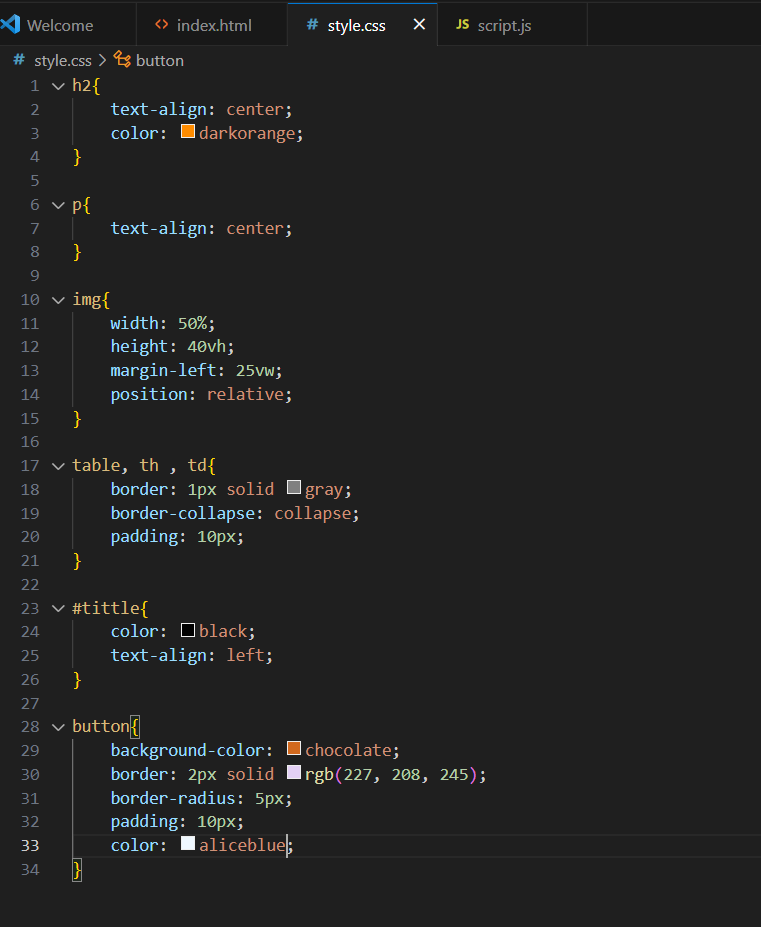 Welcome
index.html
# style.css
JS script.js
# style.css > button
1 h2{
2 text-align: center;
3 color: darkorange;
4 }
5
6 p{
7 text-align: center;
8 }
9
10 img{
11 width: 50%;
12 height: 40vh;
13 margin-left: 25vw;
14 position: relative;
15 }
16
17 table, th , td{
18 border: 1px solid gray;
19 border-collapse: collapse;
20 padding: 10px;
21 }
22
23 #tittle{
24 color: black;
25 text-align: left;
26 }
27
28 button{
29 background-color: chocolate;
30 border: 2px solid rgb(227, 208, 245);
31 border-radius: 5px;
32 padding: 10px;
33 color: aliceblue;
34 }